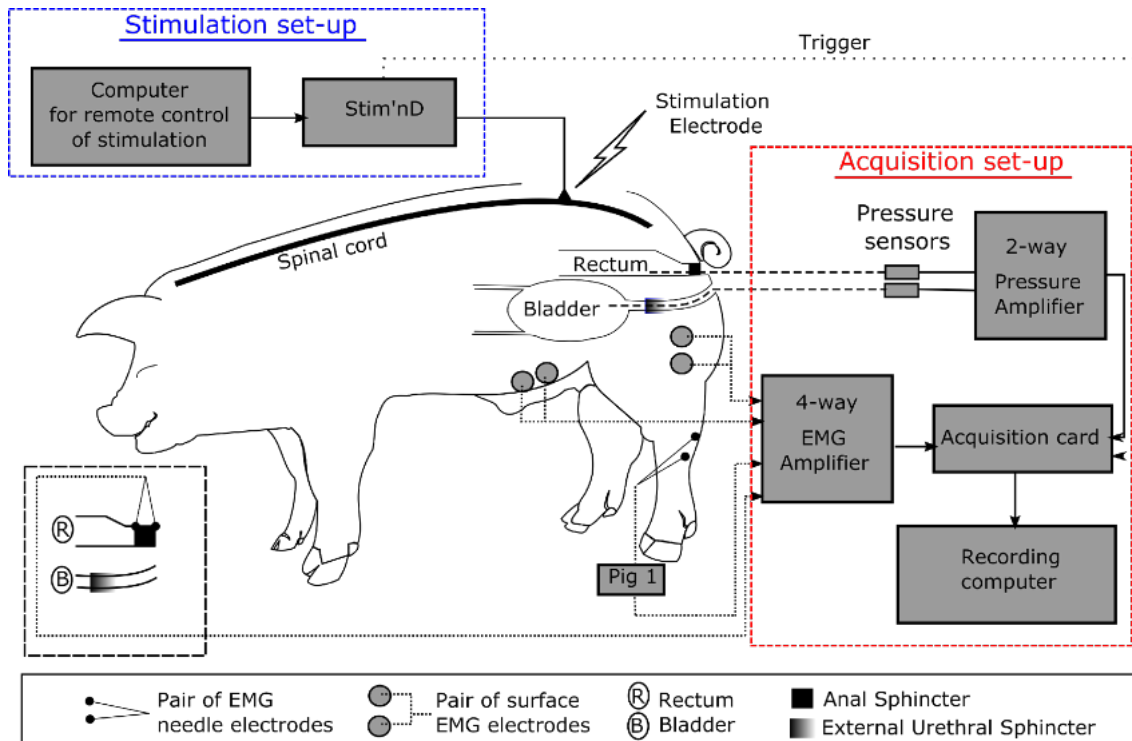 Stimulation set-up
Computer
for remote control
of stimulation
Stim'nD
Trigger
Stimulation
Electrode
Acquisition set-up
Pressure
sensors
2-way
Pressure
Amplifier
Spinal cord
Rectum
Bladder
4-way
EMG
Amplifier
Acquisition card
Recording
computer
R
B
Pig 1
Pair of EMG
needle electrodes
Pair of surface
EMG electrodes
R Rectum
B Bladder
Anal Sphincter
External Urethral Sphincter